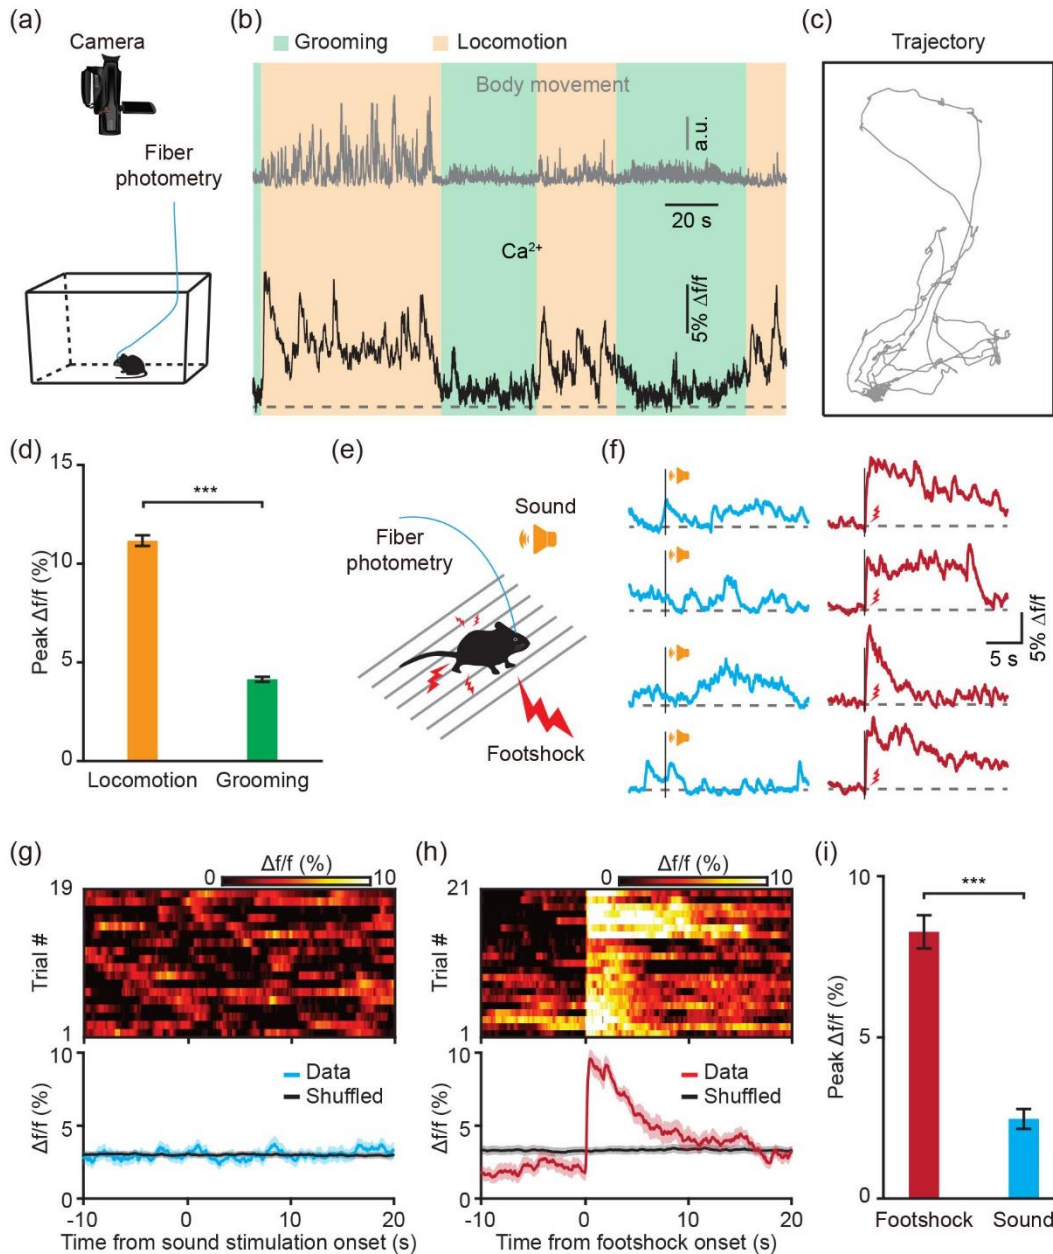 (a)
Camera
Fiber
photometry
(b)
Grooming
Locomotion
Body movement
a.u.
20 s
Ca²⁺
5% Δf/f
(c)
Trajectory
(d)
15
10
5
0
Peak Δf/f (%)
***
Locomotion
Grooming
(e)
Sound
Fiber
photometry
Footshock
(f)
5 s
5% Δf/f
(g)
Δf/f (%)
0
10
19
Trial #
1
10
5
0
Δf/f (%)
Data
Shuffled
-10
0
10
20
Time from sound stimulation onset (s)
(h)
Δf/f (%)
0
10
21
Trial #
1
10
5
0
Δf/f (%)
Data
Shuffled
-10
0
10
20
Time from footshock onset (s)
(i)
10
5
0
Peak Δf/f (%)
***
Footshock
Sound